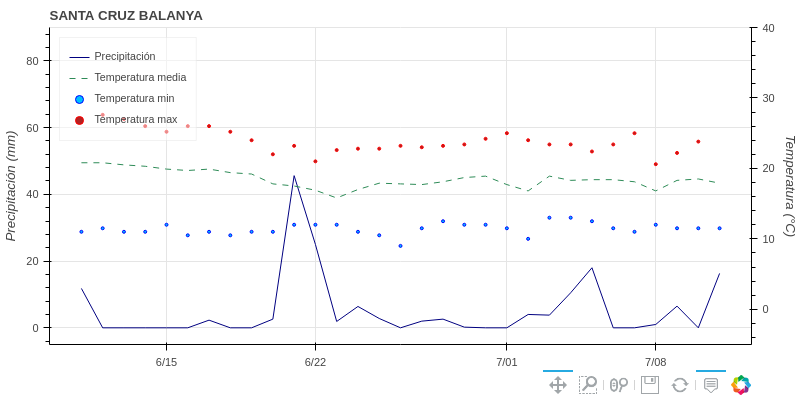 SANTA CRUZ BALANYA
Precipitación
Temperatura media
Temperatura min
Temperatura max
80
60
40
20
0
Precipitación (mm)
40
30
20
10
0
Temperatura (°C)
6/15
6/22
7/01
7/08